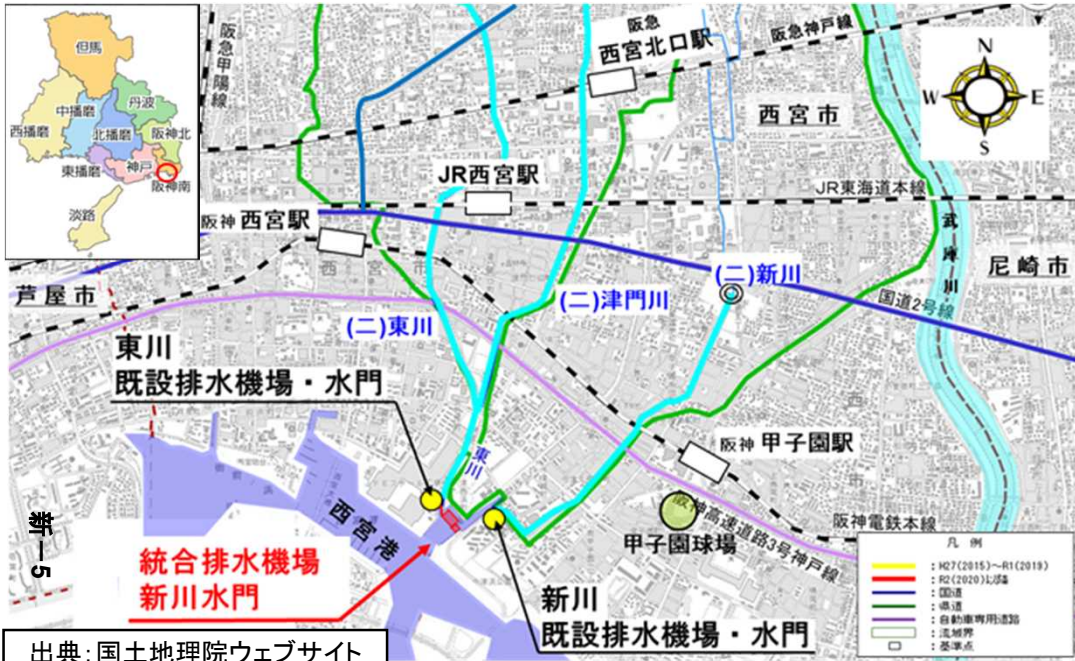 但馬
中播磨
丹波
西播磨
北播磨
阪神北
東播磨
神戸
阪神南
淡路
阪急甲陽線
阪急
西宮北口駅
阪急神戸線
N
W
E
S
西宮市
JR西宮駅
JR東海道本線
阪神 西宮駅
武庫川
尼崎市
芦屋市
(二)新川
(二)津門川
(二)東川
国道2号線
東川
既設排水機場・水門
東川
阪神 甲子園駅
西宮港
阪神高速道路3号神戸線
甲子園球場
阪神電鉄本線
新ー5
統合排水機場
新川水門
新川
既設排水機場・水門
凡例
:H27(2015)~R1(2019)
:R2(2020)以降
:国道
:県道
:自動車専用道路
:流域界
:基準点
出典:国土地理院ウェブサイト